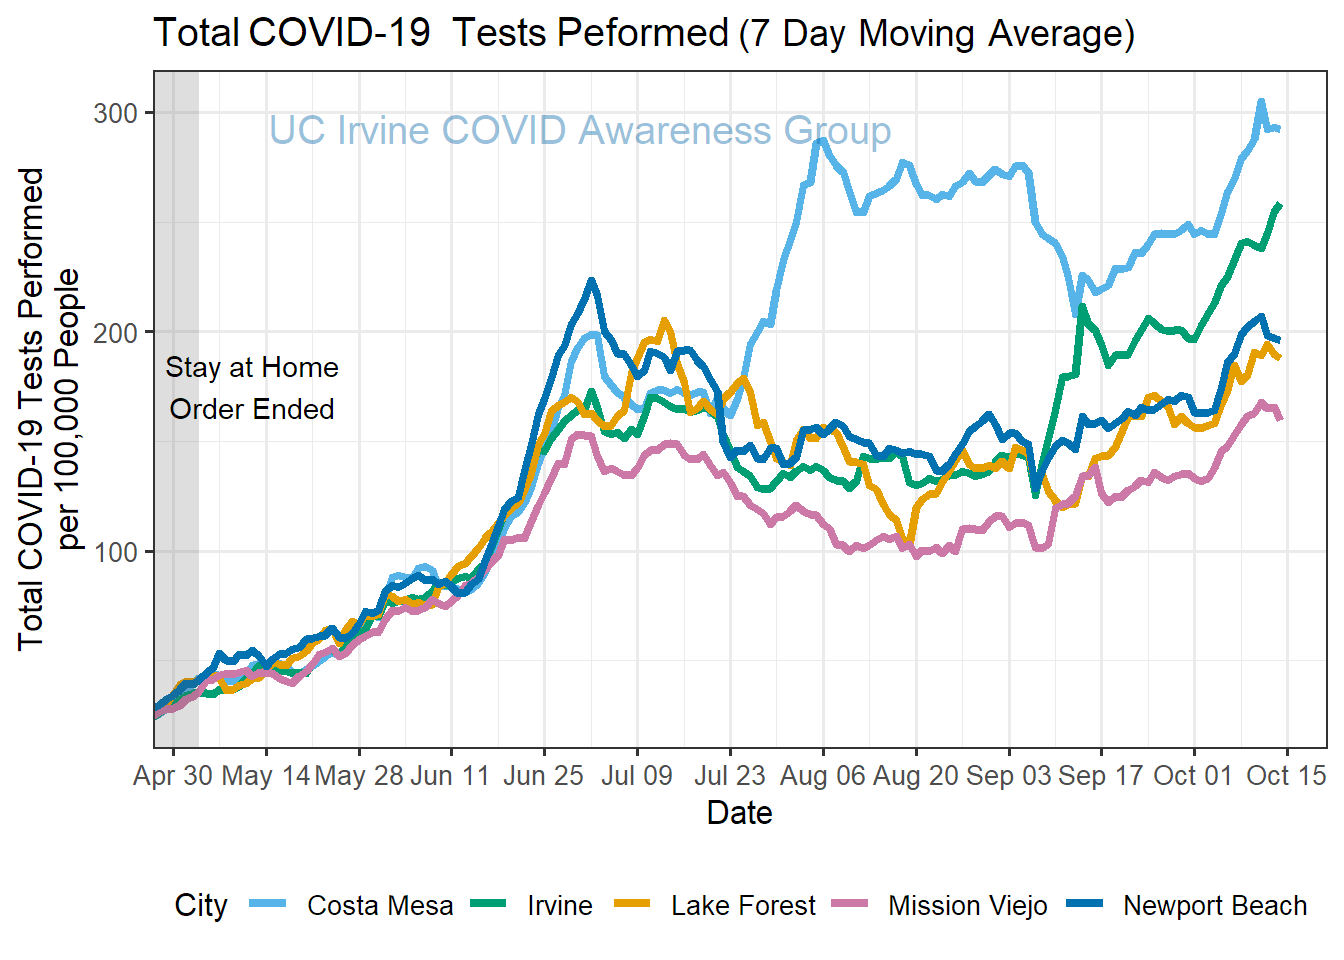 Total COVID-19  Tests Peformed (7 Day Moving Average)
Total COVID-19 Tests Performed
per 100,000 People
300
200
100
UC Irvine COVID Awareness Group
Stay at Home
Order Ended
Apr 30 May 14 May 28 Jun 11 Jun 25 Jul 09 Jul 23 Aug 06 Aug 20 Sep 03 Sep 17 Oct 01 Oct 15
Date
City Costa Mesa Irvine Lake Forest Mission Viejo Newport Beach